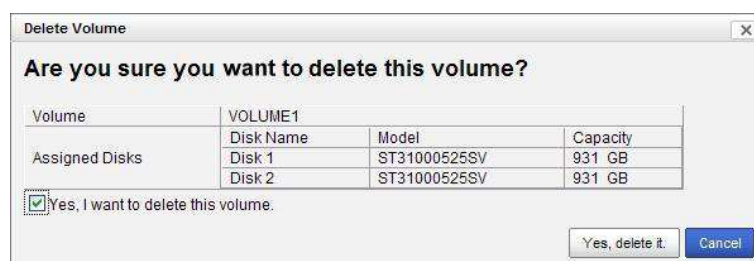 Delete Volume
Are you sure you want to delete this volume?
Volume VOLUME1
Disk Name Model Capacity
Assigned Disks Disk 1 ST31000525SV 931 GB
Disk 2 ST31000525SV 931 GB
Yes, I want to delete this volume.
Yes, delete it. Cancel